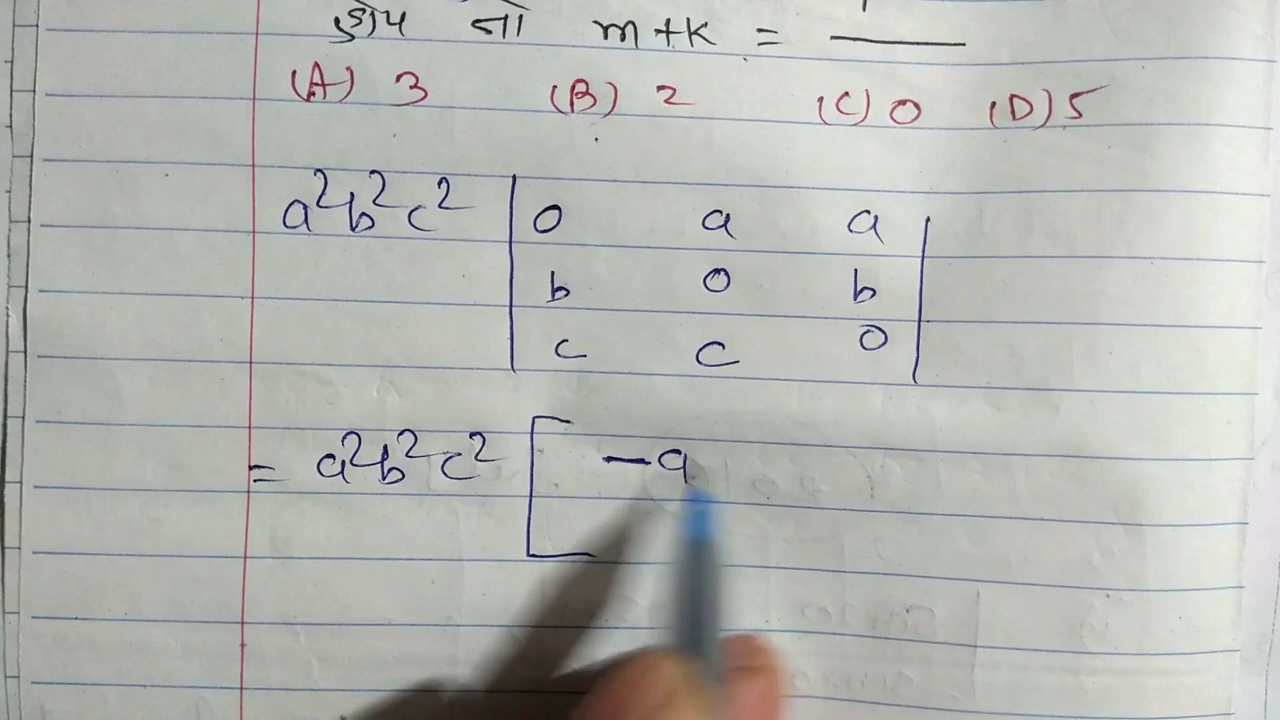 હોય તો m+k = ____
(A) 3 (B) 2 (C) 0 (D) 5
a²b²c² | 0 a a |
| b 0 b |
| c c 0 |
= a²b²c² [ -a